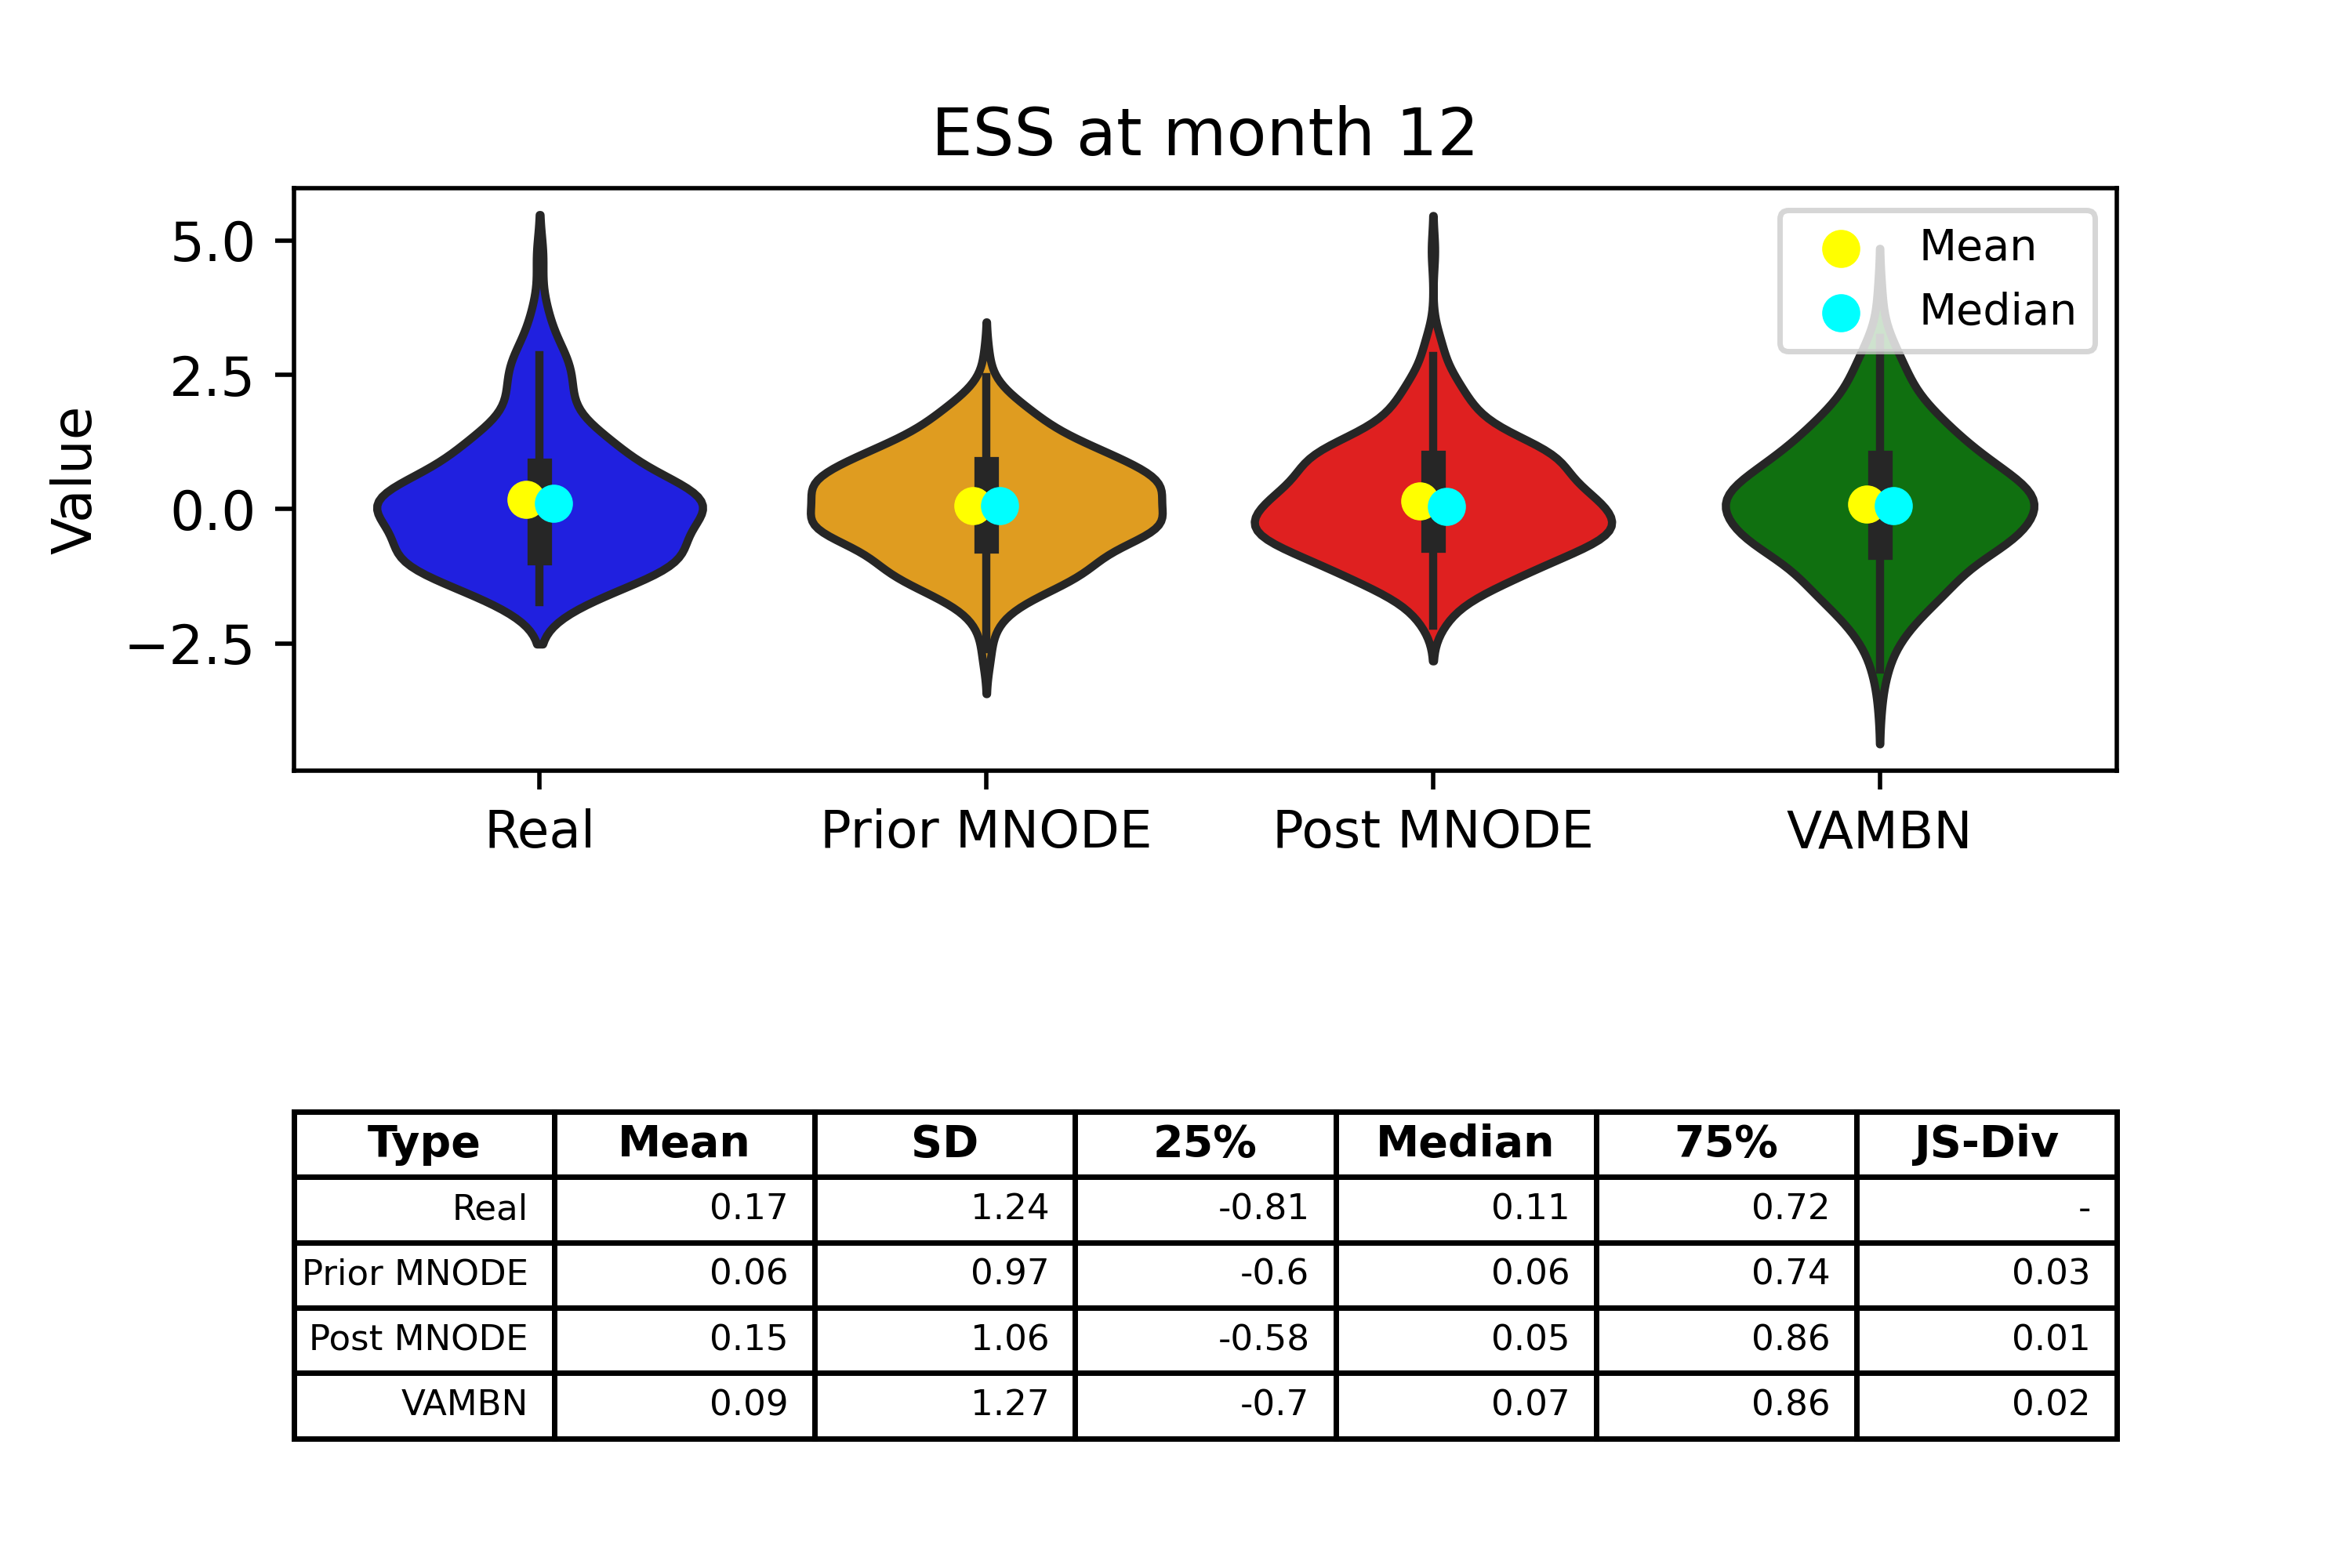 ESS at month 12
Value
5.0
2.5
0.0
−2.5
Mean
Median
Real Prior MNODE Post MNODE VAMBN
Type Mean SD 25% Median 75% JS-Div
Real 0.17 1.24 -0.81 0.11 0.72 -
Prior MNODE 0.06 0.97 -0.6 0.06 0.74 0.03
Post MNODE 0.15 1.06 -0.58 0.05 0.86 0.01
VAMBN 0.09 1.27 -0.7 0.07 0.86 0.02